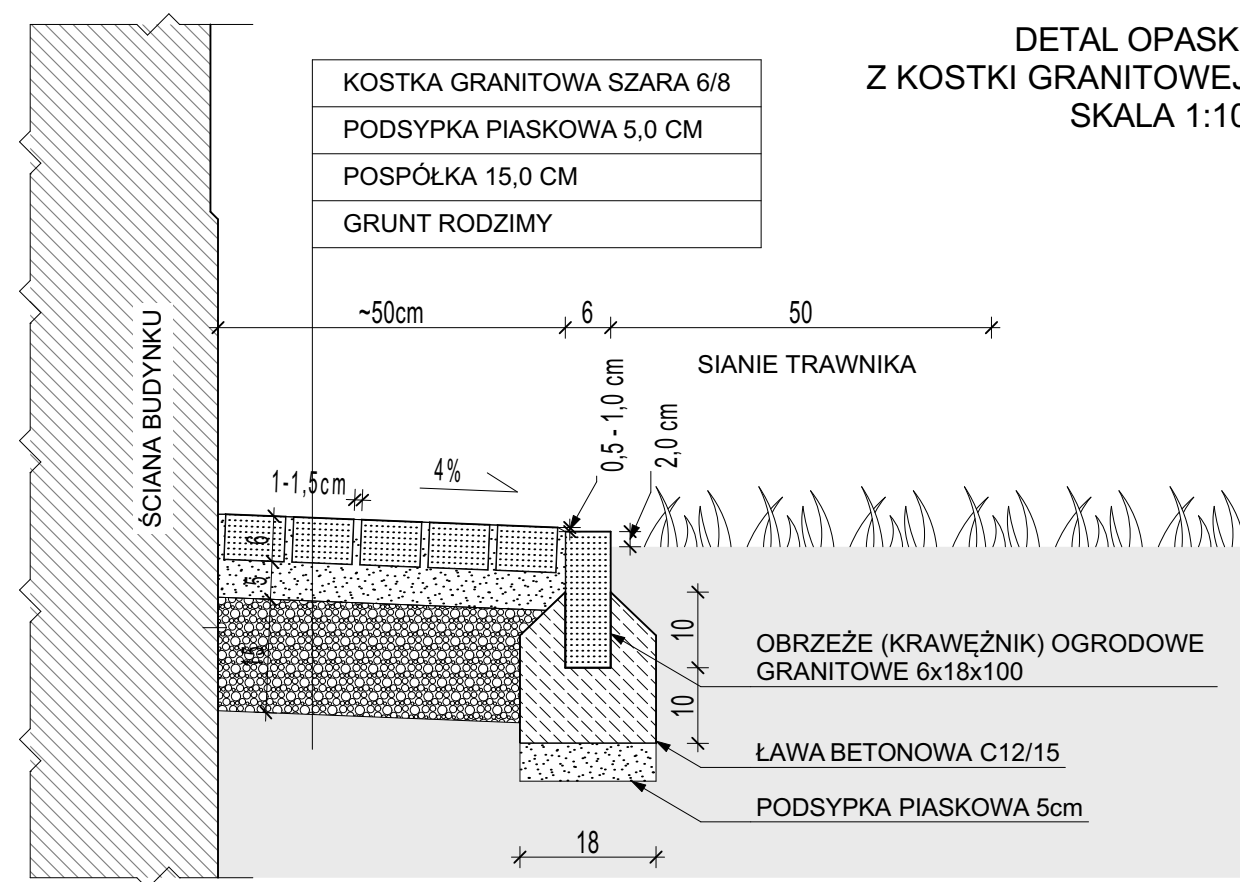 DETAL OPASK
Z KOSTKI GRANITOWEJ
SKALA 1:10
KOSTKA GRANITOWA SZARA 6/8
PODSYPKA PIASKOWA 5,0 CM
POSPÓŁKA 15,0 CM
GRUNT RODZIMY
~50cm
6
50
SIANIE TRAWNIKA
ŚCIANA BUDYNKU
0,5 - 1,0 cm
2,0 cm
1-1,5cm
4%
6
5
15
10
10
OBRZEŻE (KRAWĘŻNIK) OGRODOWE
GRANITOWE 6x18x100
ŁAWA BETONOWA C12/15
PODSYPKA PIASKOWA 5cm
18